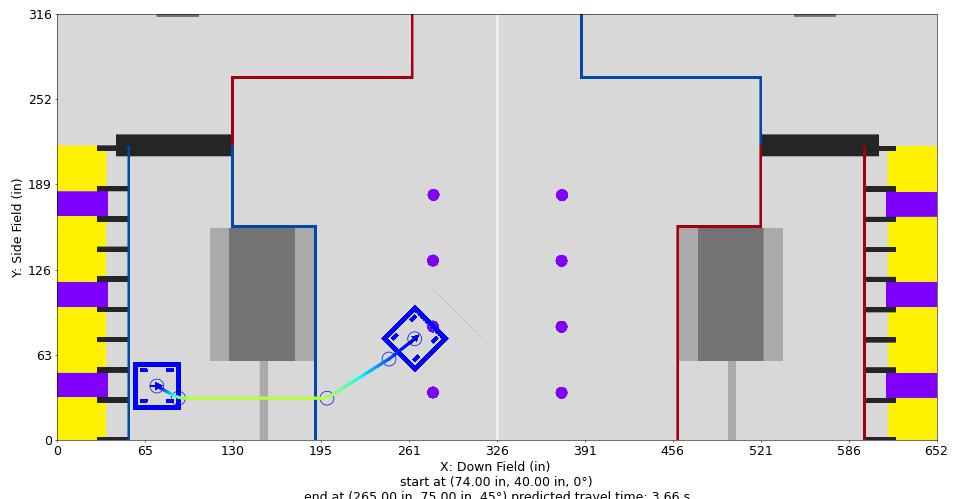 316
252
189
126
63
0
Y: Side Field (in)
0 65 130 195 261 326 391 456 521 586 652
X: Down Field (in)
start at (74.00 in, 40.00 in, 0°)
end at (265.00 in, 75.00 in, 45°) predicted travel time: 3.66 s